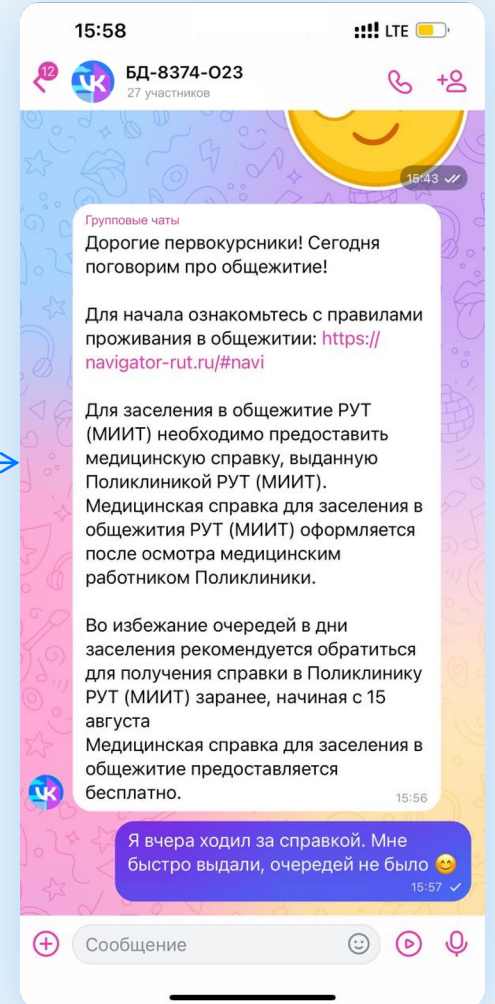 15:58
LTE
12
БД-8374-О23
27 участников
15:43
Групповые чаты
Дорогие первокурсники! Сегодня
поговорим про общежитие!
Для начала ознакомьтесь с правилами
проживания в общежитии: https://
navigator-rut.ru/#navi
Для заселения в общежитие РУТ
(МИИТ) необходимо предоставить
медицинскую справку, выданную
Поликлиникой РУТ (МИИТ).
Медицинская справка для заселения в
общежития РУТ (МИИТ) оформляется
после осмотра медицинским
работником Поликлиники.
Во избежание очередей в дни
заселения рекомендуется обратиться
для получения справки в Поликлинику
РУТ (МИИТ) заранее, начиная с 15
августа
Медицинская справка для заселения в
общежитие предоставляется
бесплатно.
15:56
Я вчера ходил за справкой. Мне
быстро выдали, очередей не было 😊
15:57
Сообщение